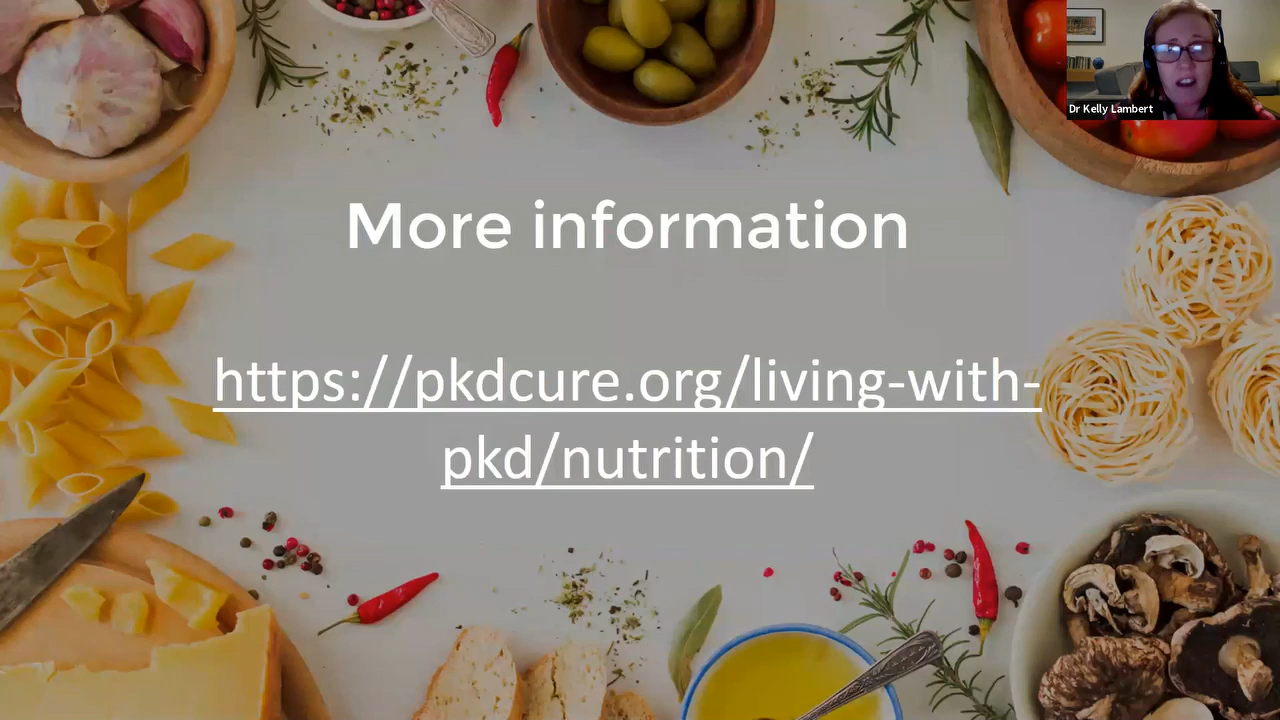 Dr Kelly Lambert
More information
https://pkdcure.org/living-with-
pkd/nutrition/